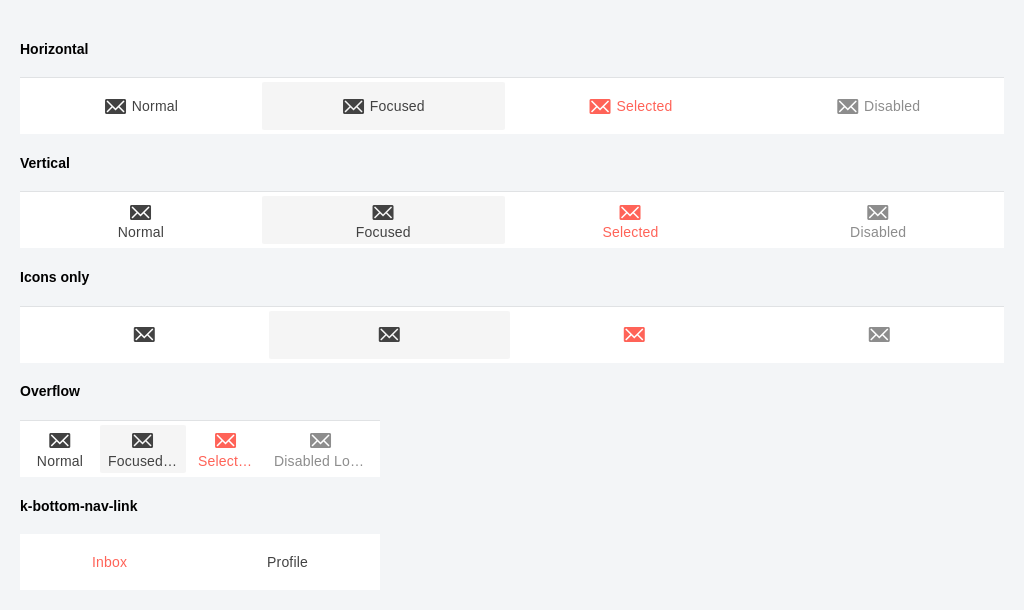 Horizontal
Normal Focused Selected Disabled
Vertical
Normal Focused Selected Disabled
Icons only
Overflow
Normal Focused… Select… Disabled Lo…
k-bottom-nav-link
Inbox Profile